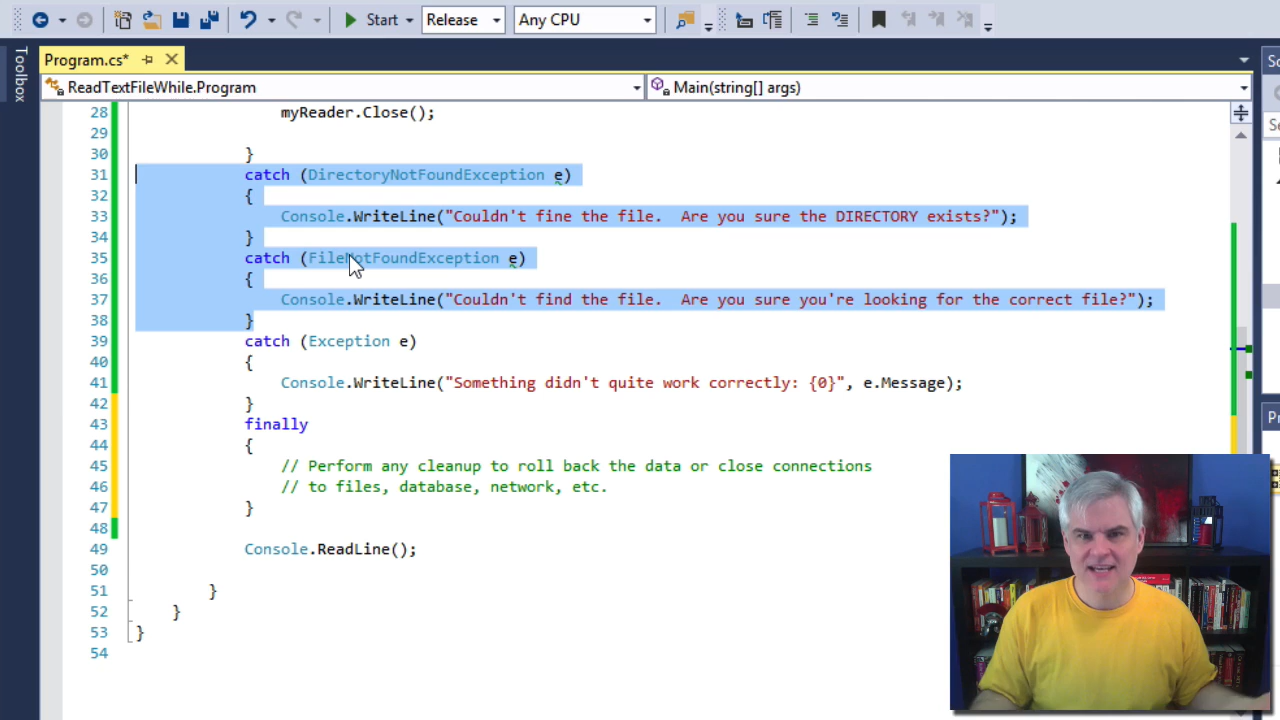 Start Release Any CPU
Toolbox
Program.cs*
ReadTextFileWhile.Program Main(string[] args)
28 myReader.Close();
29
30 }
31 catch (DirectoryNotFoundException e)
32 {
33 Console.WriteLine("Couldn't fine the file.  Are you sure the DIRECTORY exists?");
34 }
35 catch (FileNotFoundException e)
36 {
37 Console.WriteLine("Couldn't find the file.  Are you sure you're looking for the correct file?");
38 }
39 catch (Exception e)
40 {
41 Console.WriteLine("Something didn't quite work correctly: {0}", e.Message);
42 }
43 finally
44 {
45 // Perform any cleanup to roll back the data or close connections
46 // to files, database, network, etc.
47 }
48
49 Console.ReadLine();
50
51 }
52 }
53 }
54